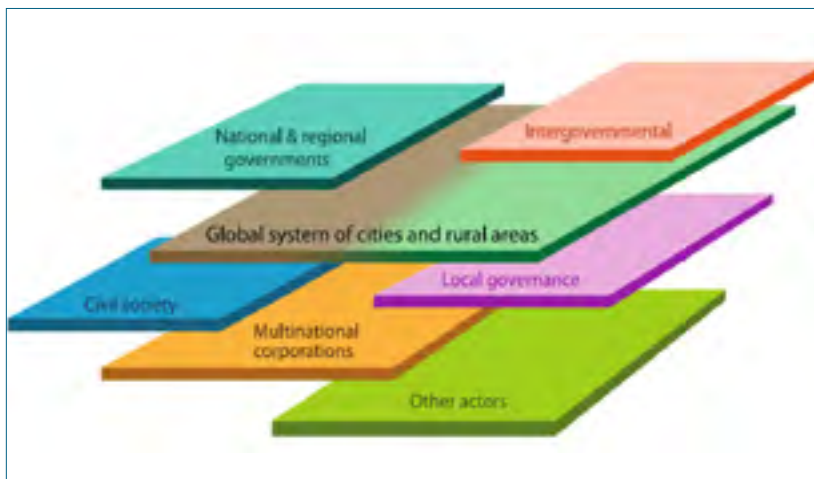 National & regional
governments
Intergovernmental
Global system of cities and rural areas
Local governance
Civil society
Multinational
corporations
Other actors